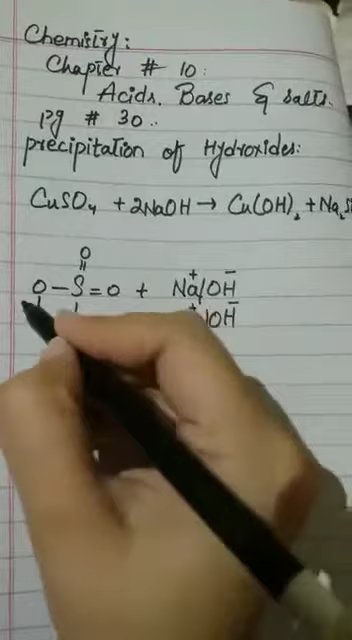 Chemistry:
Chapter # 10:
Acids, Bases & Salts.
pg # 30..
precipitation of Hydroxides:
CuSO₄ + 2NaOH → Cu(OH)₂ + Na₂S
O
||
O – S = O + Na⁺/OH⁻
⁺/OH⁻